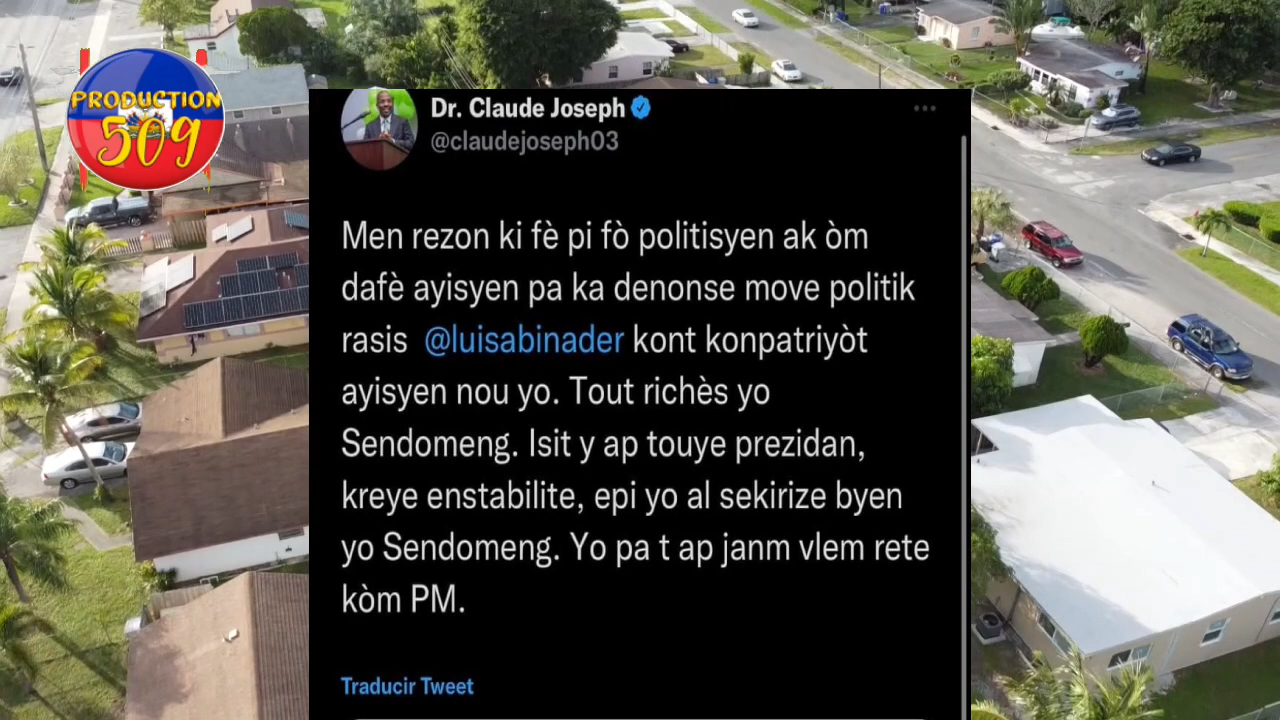 PRODUCTION
509
Dr. Claude Joseph
@claudejoseph03
Men rezon ki fè pi fò politisyen ak òm
dafè ayisyen pa ka denonse move politik
rasis @luisabinader kont konpatriyòt
ayisyen nou yo. Tout richès yo
Sendomeng. Isit y ap touye prezidan,
kreye enstabilite, epi yo al sekirize byen
yo Sendomeng. Yo pa t ap janm vlem rete
kòm PM.
Traducir Tweet